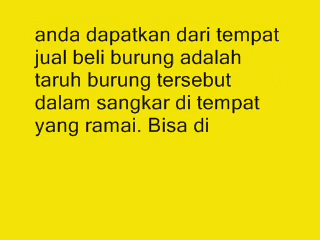 anda dapatkan dari tempat
jual beli burung adalah
taruh burung tersebut
dalam sangkar di tempat
yang ramai. Bisa di